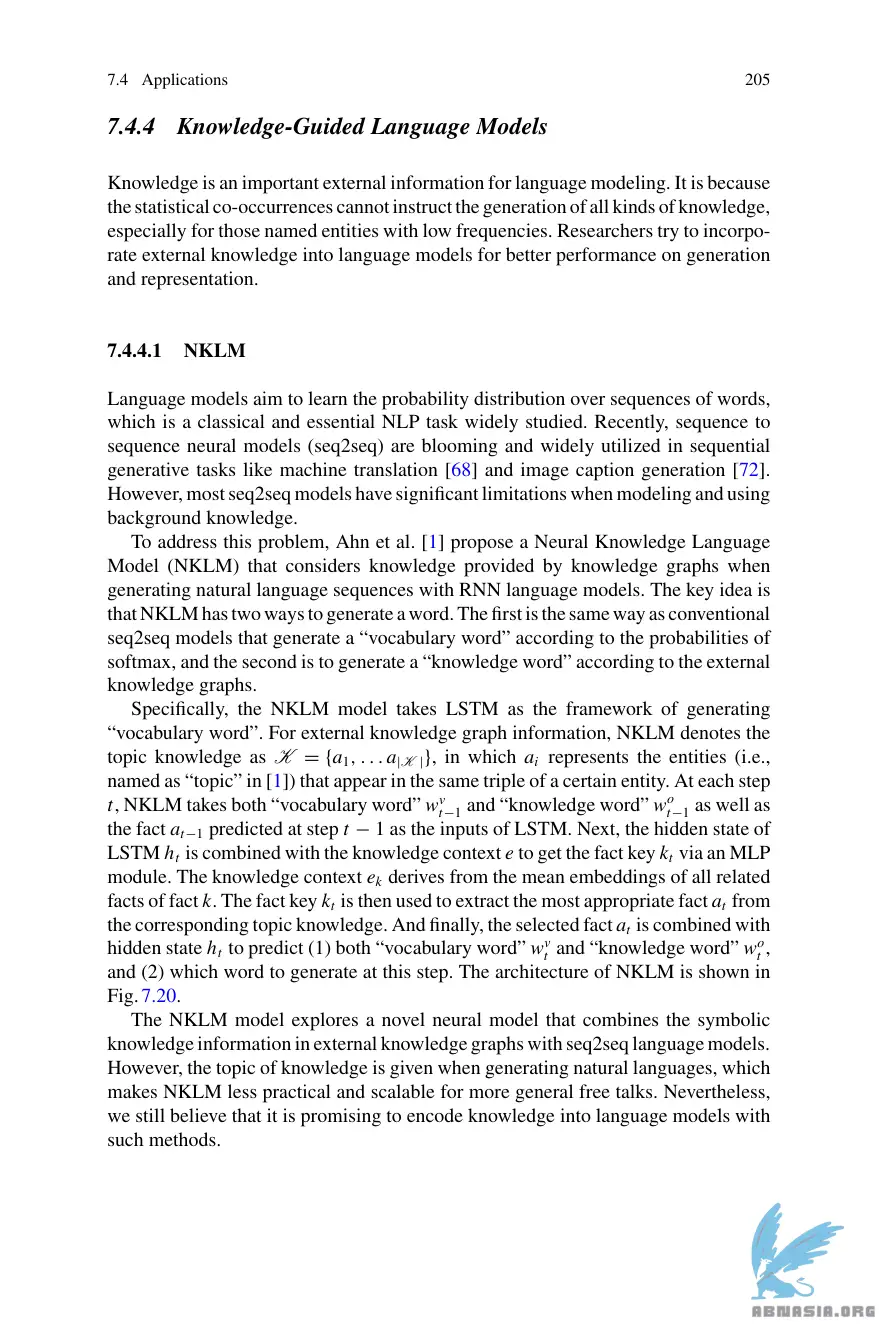 7.4 Applications 205
7.4.4 Knowledge-Guided Language Models
Knowledge is an important external information for language modeling. It is because
the statistical co-occurrences cannot instruct the generation of all kinds of knowledge,
especially for those named entities with low frequencies. Researchers try to incorpo-
rate external knowledge into language models for better performance on generation
and representation.
7.4.4.1 NKLM
Language models aim to learn the probability distribution over sequences of words,
which is a classical and essential NLP task widely studied. Recently, sequence to
sequence neural models (seq2seq) are blooming and widely utilized in sequential
generative tasks like machine translation [68] and image caption generation [72].
However, most seq2seq models have significant limitations when modeling and using
background knowledge.
To address this problem, Ahn et al. [1] propose a Neural Knowledge Language
Model (NKLM) that considers knowledge provided by knowledge graphs when
generating natural language sequences with RNN language models. The key idea is
that NKLM has two ways to generate a word. The first is the same way as conventional
seq2seq models that generate a “vocabulary word” according to the probabilities of
softmax, and the second is to generate a “knowledge word” according to the external
knowledge graphs.
Specifically, the NKLM model takes LSTM as the framework of generating
“vocabulary word”. For external knowledge graph information, NKLM denotes the
topic knowledge as 𝒦 = {a₁, . . . a|𝒦|}, in which aᵢ represents the entities (i.e.,
named as “topic” in [1]) that appear in the same triple of a certain entity. At each step
t, NKLM takes both “vocabulary word” wᵛₜ₋₁ and “knowledge word” wᵒₜ₋₁ as well as
the fact aₜ₋₁ predicted at step t − 1 as the inputs of LSTM. Next, the hidden state of
LSTM hₜ is combined with the knowledge context e to get the fact key kₜ via an MLP
module. The knowledge context eₖ derives from the mean embeddings of all related
facts of fact k. The fact key kₜ is then used to extract the most appropriate fact aₜ from
the corresponding topic knowledge. And finally, the selected fact aₜ is combined with
hidden state hₜ to predict (1) both “vocabulary word” wᵛₜ and “knowledge word” wᵒₜ,
and (2) which word to generate at this step. The architecture of NKLM is shown in
Fig. 7.20.
The NKLM model explores a novel neural model that combines the symbolic
knowledge information in external knowledge graphs with seq2seq language models.
However, the topic of knowledge is given when generating natural languages, which
makes NKLM less practical and scalable for more general free talks. Nevertheless,
we still believe that it is promising to encode knowledge into language models with
such methods.
ABNASIA.ORG